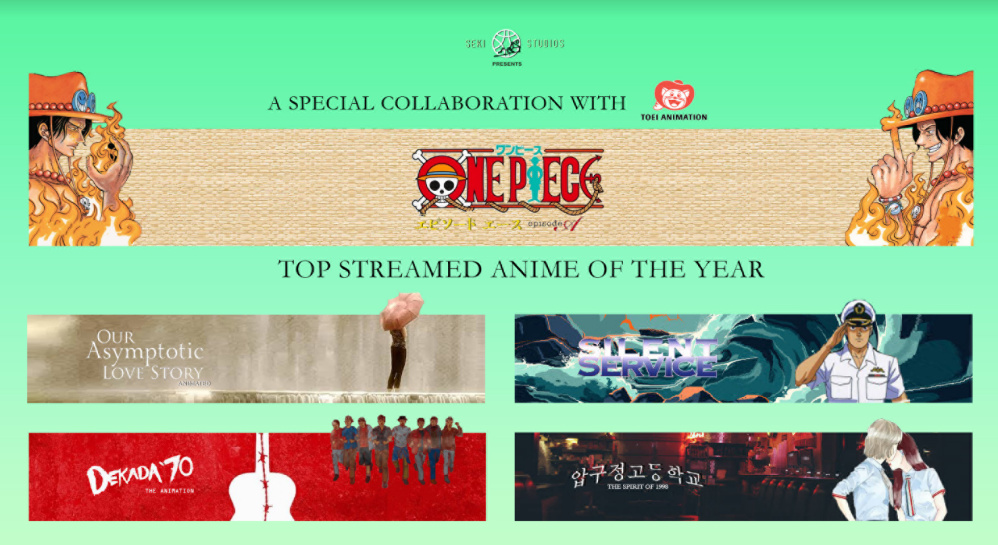 SEKI STUDIOS
PRESENTS
A SPECIAL COLLABORATION WITH
TOEI ANIMATION
ワンピース
ONE PIECE
エピソード エース episode A
TOP STREAMED ANIME OF THE YEAR
OUR
Asymptotic
LOVE STORY
ANIMATED
SILENT
SERVICE
DEKADA '70
THE ANIMATION
압구정고등학교
THE SPIRIT OF 1998